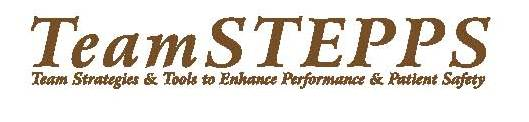 TeamSTEPPS
Team Strategies & Tools to Enhance Performance & Patient Safety